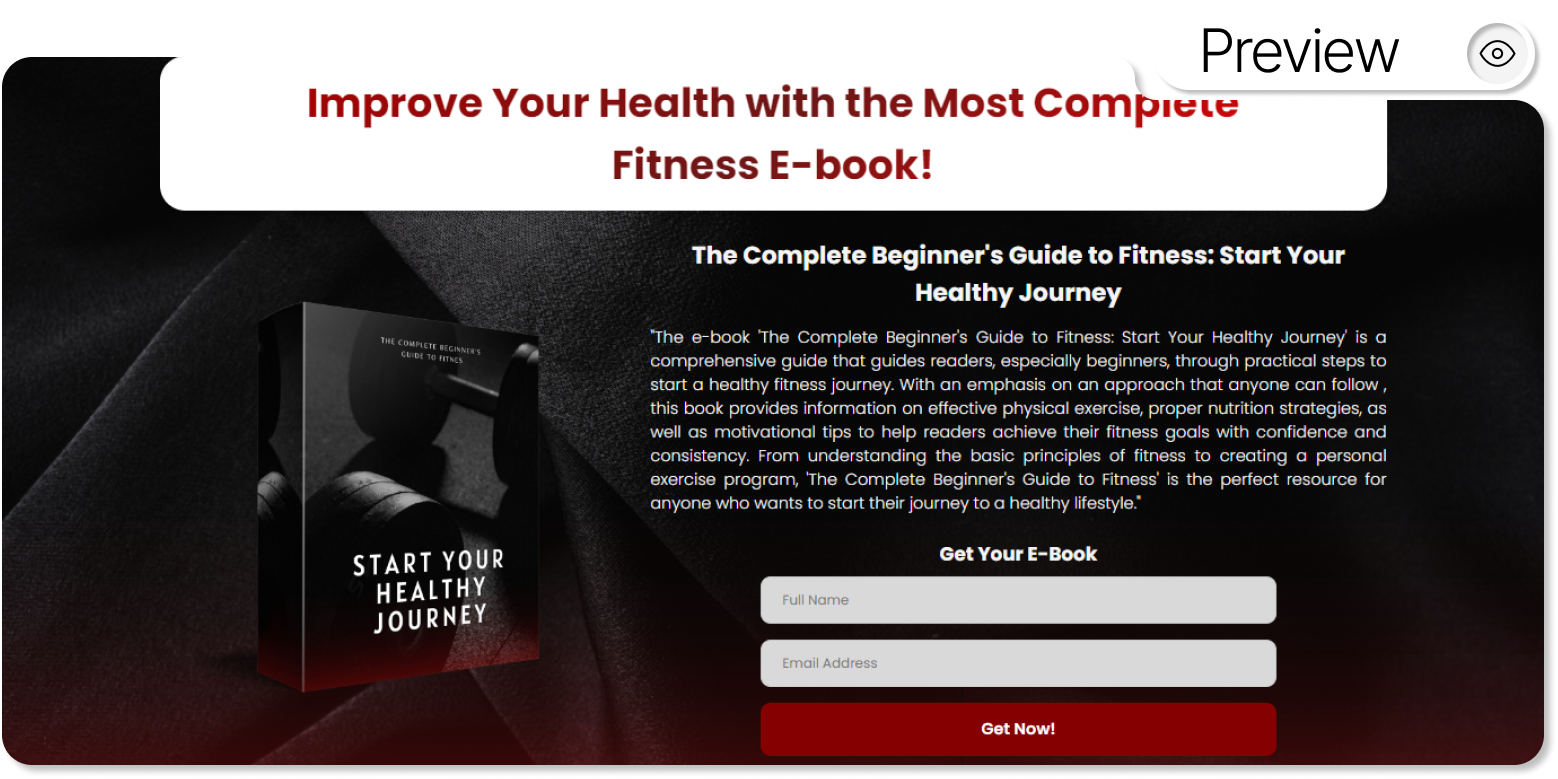 Preview
Improve Your Health with the Most Complete
Fitness E-book!
The Complete Beginner's Guide to Fitness: Start Your
Healthy Journey
"The e-book 'The Complete Beginner's Guide to Fitness: Start Your Healthy Journey' is a
comprehensive guide that guides readers, especially beginners, through practical steps to
start a healthy fitness journey. With an emphasis on an approach that anyone can follow ,
this book provides information on effective physical exercise, proper nutrition strategies, as
well as motivational tips to help readers achieve their fitness goals with confidence and
consistency. From understanding the basic principles of fitness to creating a personal
exercise program, 'The Complete Beginner's Guide to Fitness' is the perfect resource for
anyone who wants to start their journey to a healthy lifestyle."
THE COMPLETE BEGINNER'S
GUIDE TO FITNES
START YOUR
HEALTHY
JOURNEY
Get Your E-Book
Full Name
Email Address
Get Now!